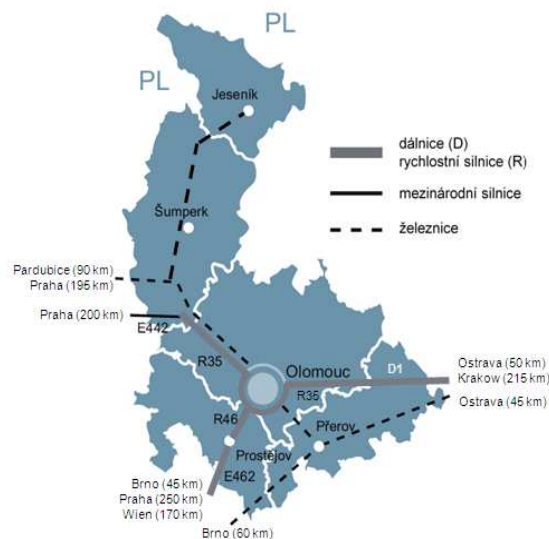 PL
PL
Jeseník
dálnice (D)
rychlostní silnice (R)
mezinárodní silnice
železnice
Šumperk
Pardubice (90 km)
Praha (195 km)
Praha (200 km)
E442
R35
Olomouc
D1
R35
Ostrava (50 km)
Krakow (215 km)
Ostrava (45 km)
R46
Přerov
Prostějov
E462
Brno (45 km)
Praha (250 km)
Wien (170 km)
Brno (60 km)